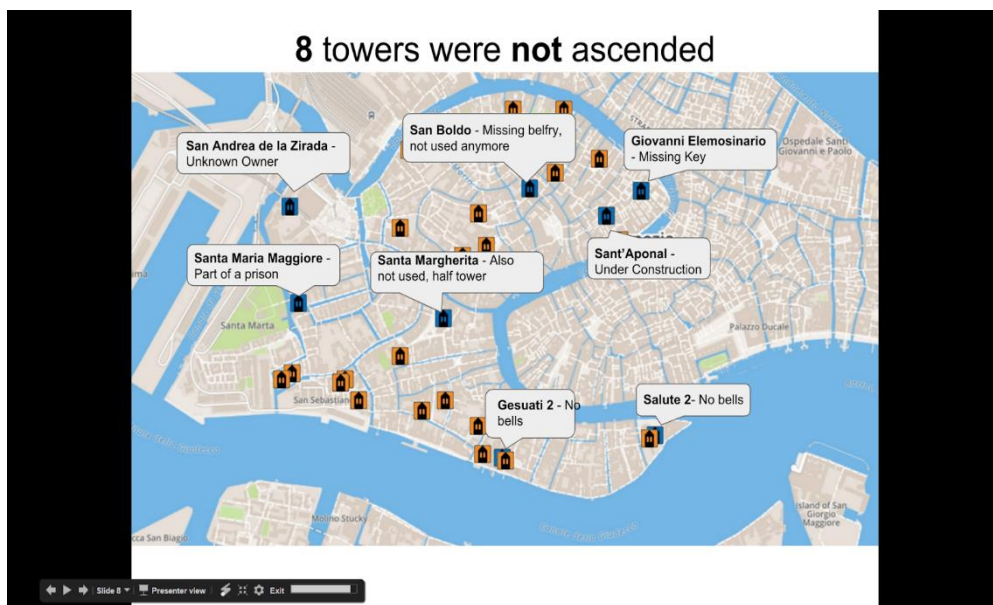 8 towers were not ascended
San Andrea de la Zirada -
Unknown Owner
San Boldo - Missing belfry,
not used anymore
Giovanni Elemosinario
- Missing Key
Ospedale Santi
Giovanni e Paolo
Santa Maria Maggiore -
Part of a prison
Santa Margherita - Also
not used, half tower
Sant'Aponal -
Under Construction
Santa Marta
Palazzo Ducale
San Sebastian
Gesuati 2 - No
bells
Salute 2- No bells
Molino Stucky
cca San Biagio
Island of San
Giorgio
Maggiore
Slide 8
Presenter view
Exit